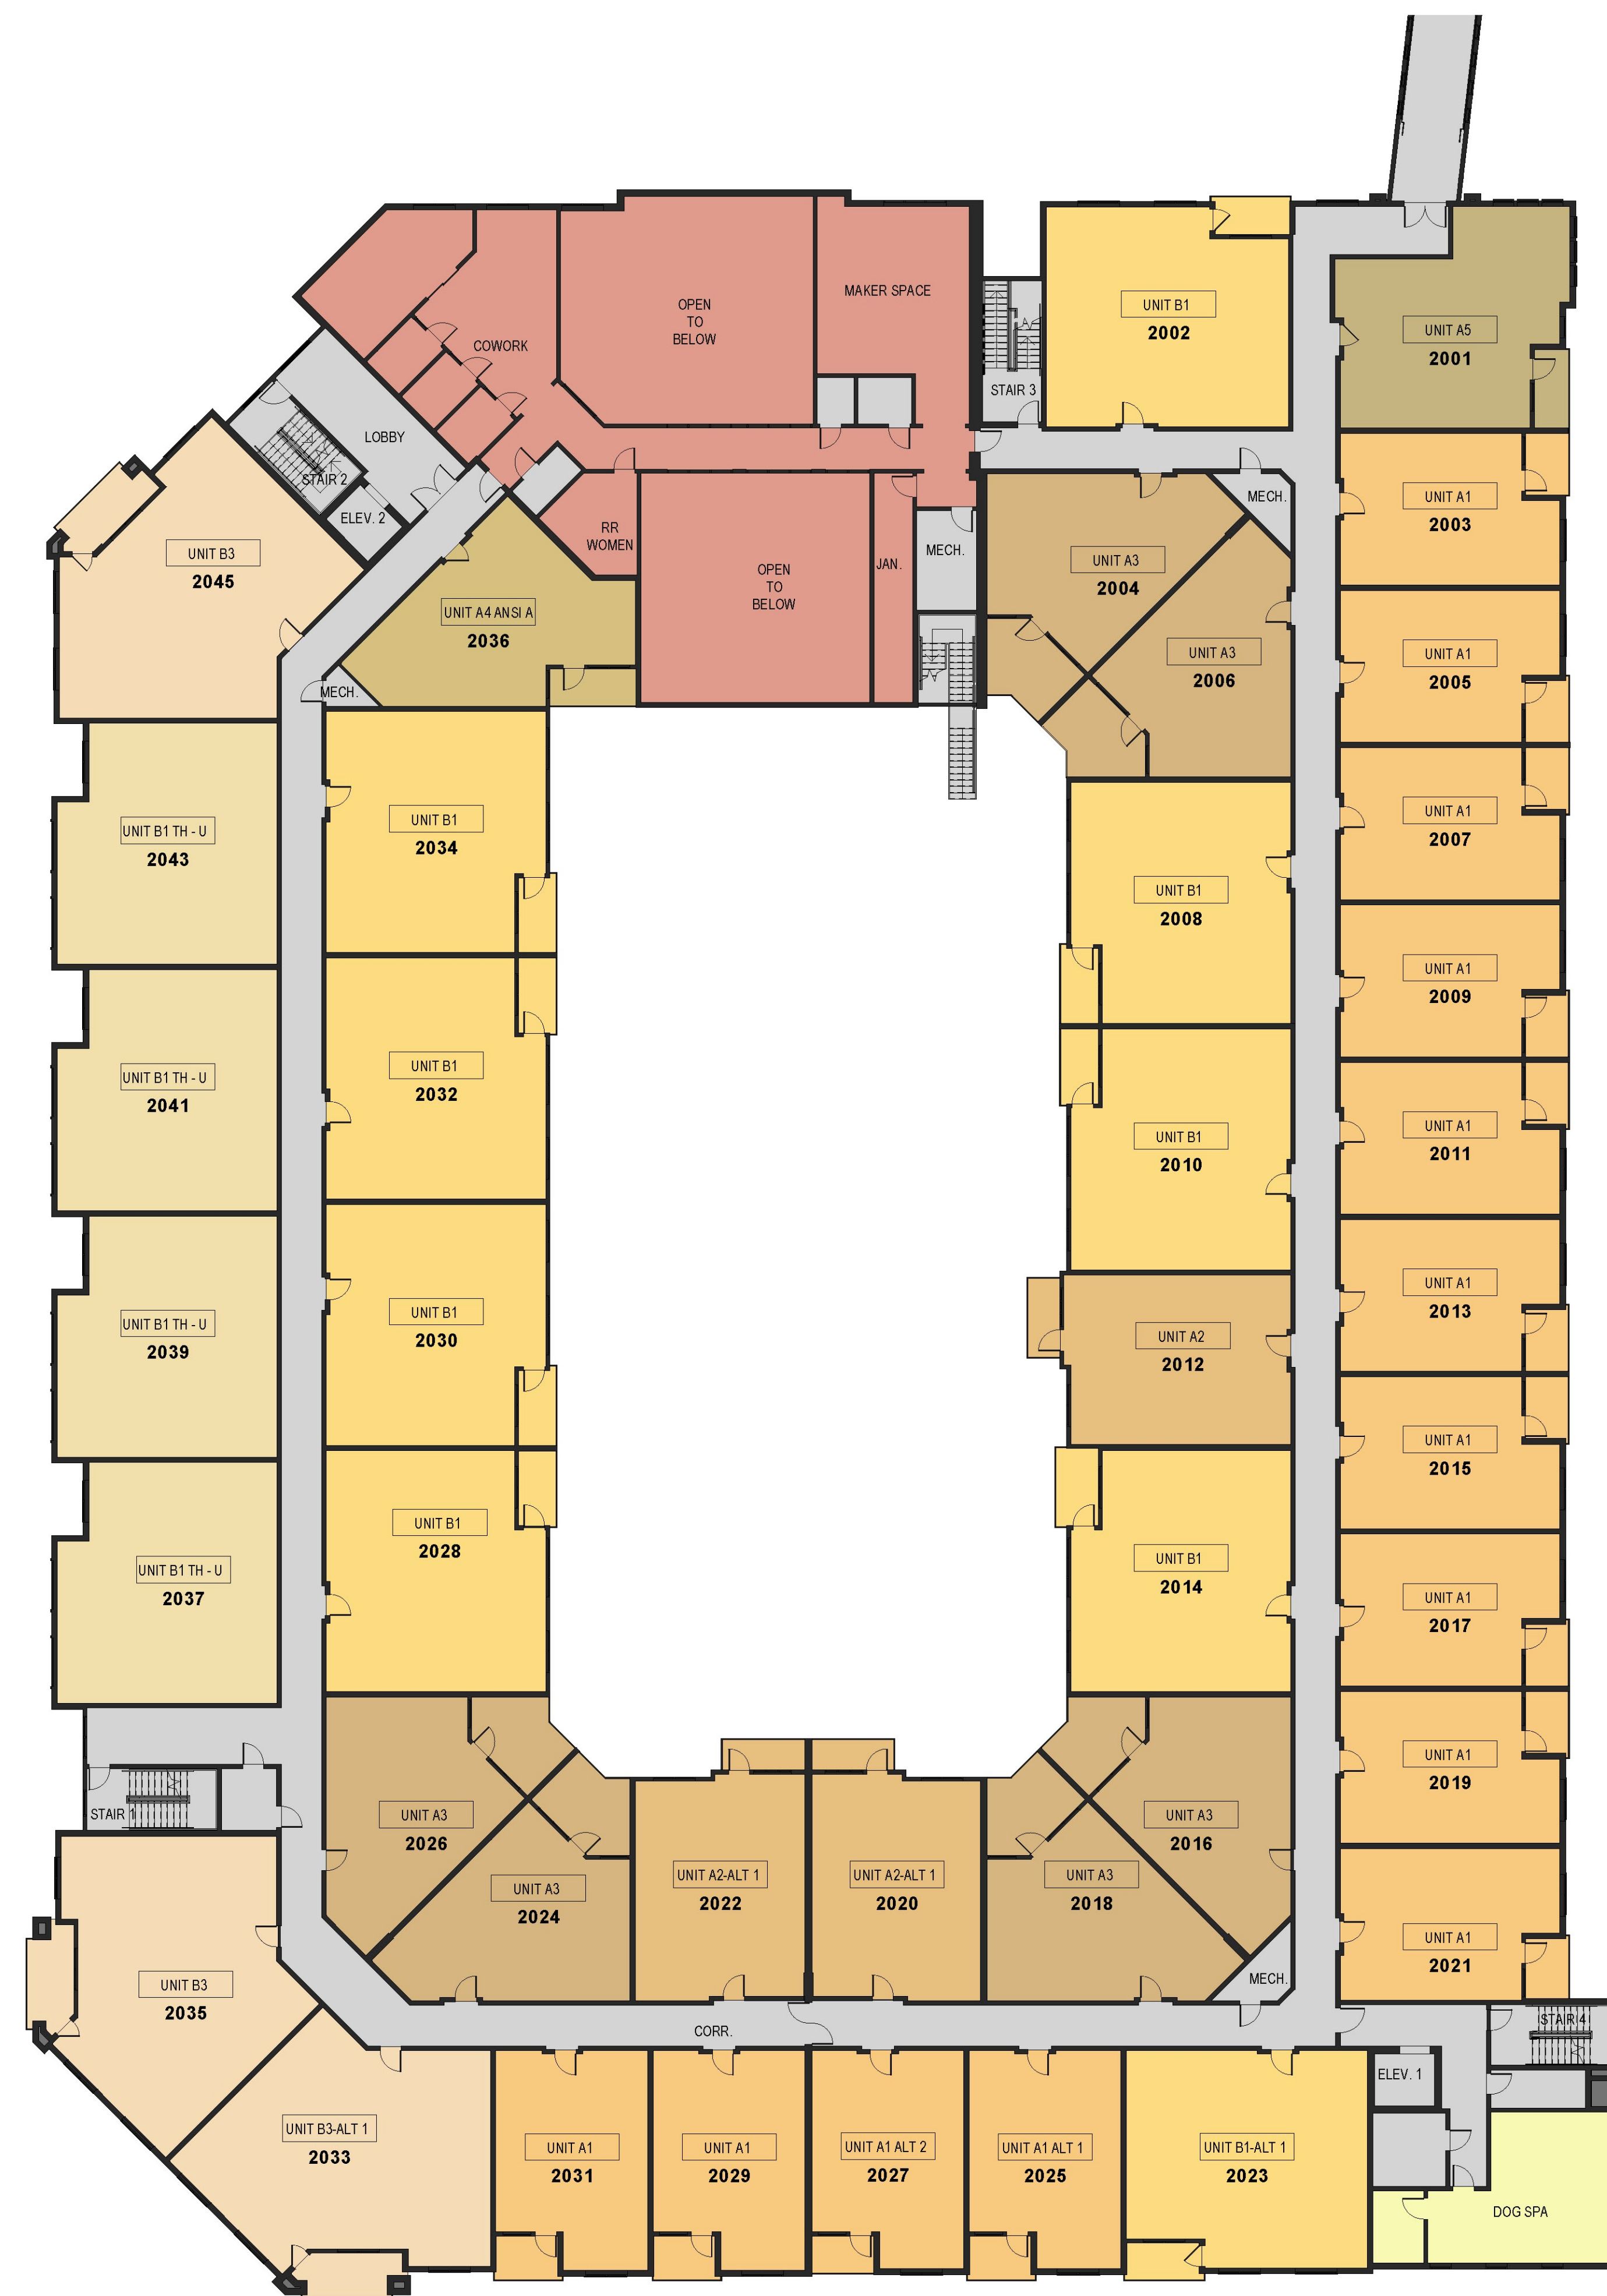 MAKER SPACE
OPEN
TO
BELOW
UNIT B1
2002
UNIT A5
2001
COWORK
STAIR 3
LOBBY
STAIR 2
ELEV. 2
MECH.
UNIT A1
2003
RR
WOMEN
MECH.
JAN.
OPEN
TO
BELOW
UNIT A3
2004
UNIT B3
2045
UNIT A4 ANSI A
2036
UNIT A3
2006
UNIT A1
2005
MECH.
UNIT B1 TH - U
2043
UNIT B1
2034
UNIT A1
2007
UNIT B1
2008
UNIT A1
2009
UNIT B1 TH - U
2041
UNIT B1
2032
UNIT B1
2010
UNIT A1
2011
UNIT B1 TH - U
2039
UNIT B1
2030
UNIT A2
2012
UNIT A1
2013
UNIT A1
2015
UNIT B1 TH - U
2037
UNIT B1
2028
UNIT B1
2014
UNIT A1
2017
UNIT A1
2019
STAIR 1
UNIT A3
2026
UNIT A3
2024
UNIT A2-ALT 1
2022
UNIT A2-ALT 1
2020
UNIT A3
2018
UNIT A3
2016
UNIT A1
2021
UNIT B3
2035
MECH.
CORR.
STAIR 4
ELEV. 1
UNIT B3-ALT 1
2033
UNIT A1
2031
UNIT A1
2029
UNIT A1 ALT 2
2027
UNIT A1 ALT 1
2025
UNIT B1-ALT 1
2023
DOG SPA